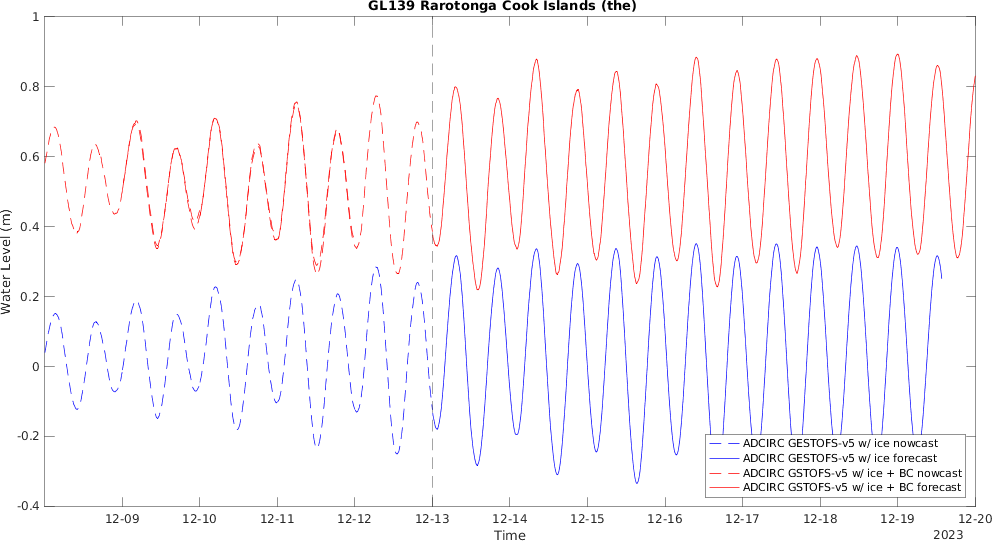 GL139 Rarotonga Cook Islands (the)
1
0.8
0.6
0.4
0.2
0
-0.2
-0.4
Water Level (m)
12-09 12-10 12-11 12-12 12-13 12-14 12-15 12-16 12-17 12-18 12-19 12-20
Time
2023
ADCIRC GESTOFS-v5 w/ ice nowcast
ADCIRC GESTOFS-v5 w/ ice forecast
ADCIRC GSTOFS-v5 w/ ice + BC nowcast
ADCIRC GSTOFS-v5 w/ ice + BC forecast